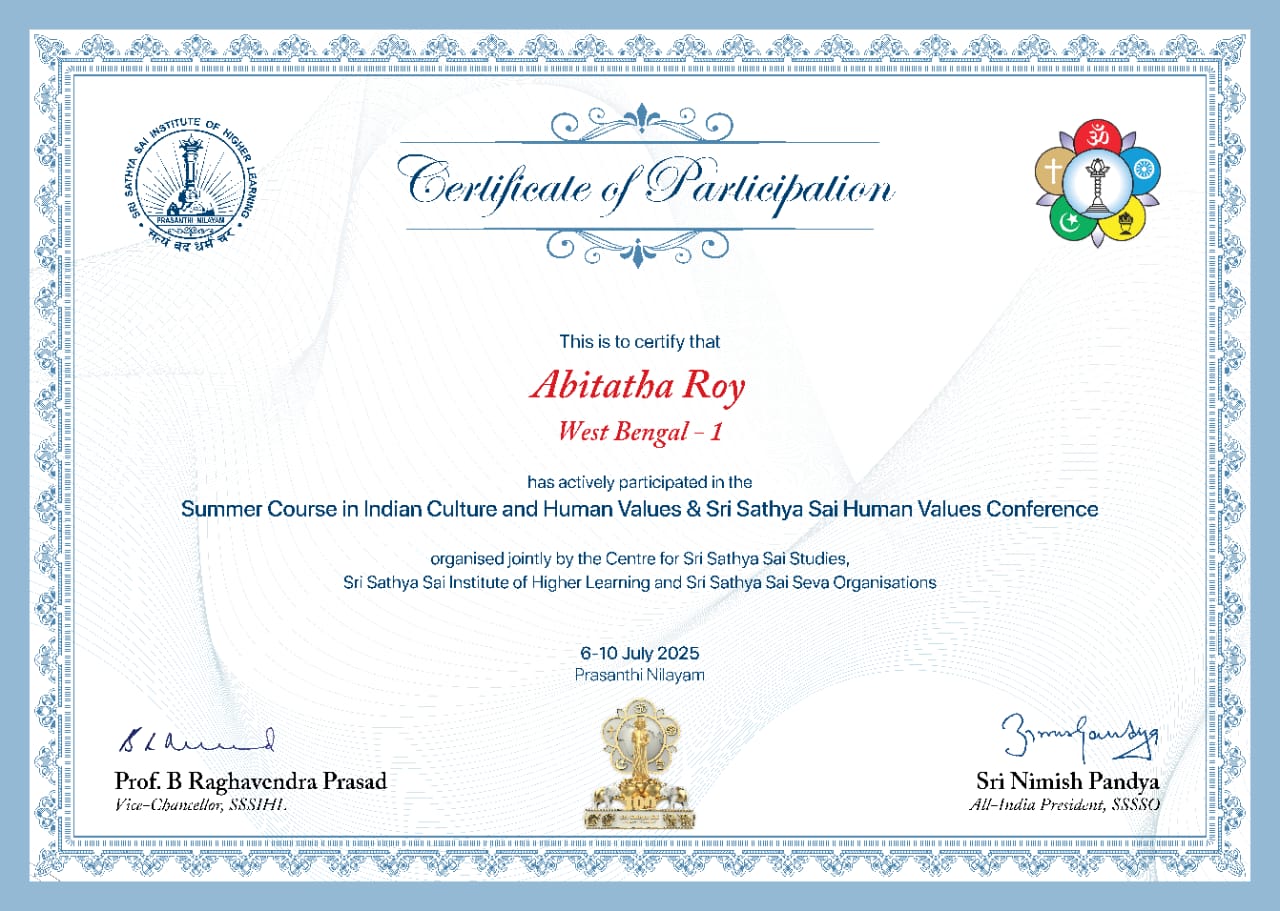 SRI SATHYA SAI INSTITUTE OF HIGHER LEARNING
PRASANTHI NILAYAM
सत्यं वद धर्मं चर
Certificate of Participation
ॐ
This is to certify that
Abitatha Roy
West Bengal - 1
has actively participated in the
Summer Course in Indian Culture and Human Values & Sri Sathya Sai Human Values Conference
organised jointly by the Centre for Sri Sathya Sai Studies,
Sri Sathya Sai Institute of Higher Learning and Sri Sathya Sai Seva Organisations
6-10 July 2025
Prasanthi Nilayam
Prof. B Raghavendra Prasad
Vice-Chancellor, SSSIHL
Sri Nimish Pandya
All-India President, SSSSO
100